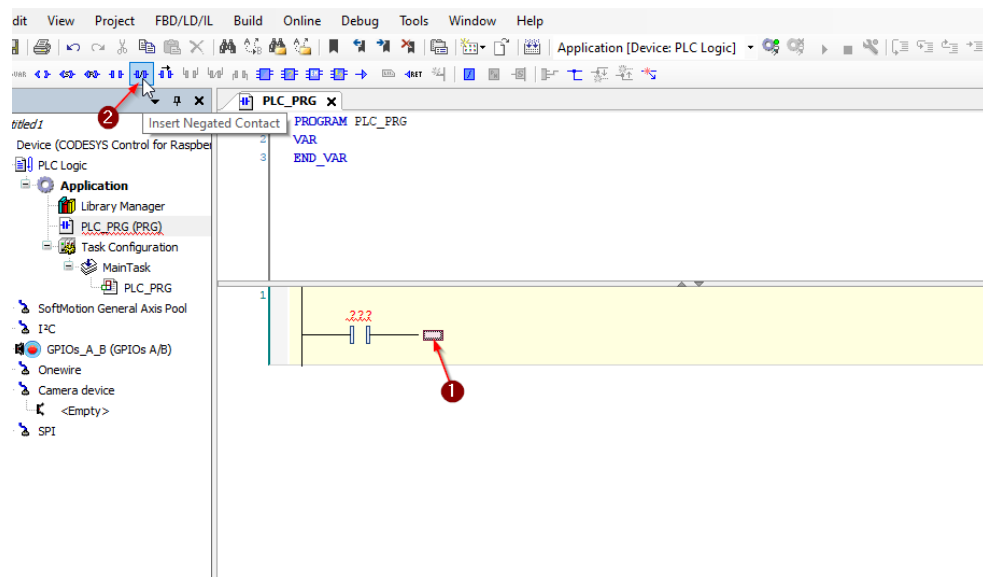 dit View Project FBD/LD/IL Build Online Debug Tools Window Help
Application [Device: PLC Logic]
RET
2
PLC_PRG
Insert Negated Contact
PROGRAM PLC_PRG
2 VAR
3 END_VAR
titled1
Device (CODESYS Control for Raspber
PLC Logic
Application
Library Manager
PLC_PRG (PRG)
Task Configuration
MainTask
PLC_PRG
SoftMotion General Axis Pool
I²C
GPIOs_A_B (GPIOs A/B)
Onewire
Camera device
<Empty>
SPI
1
???
1